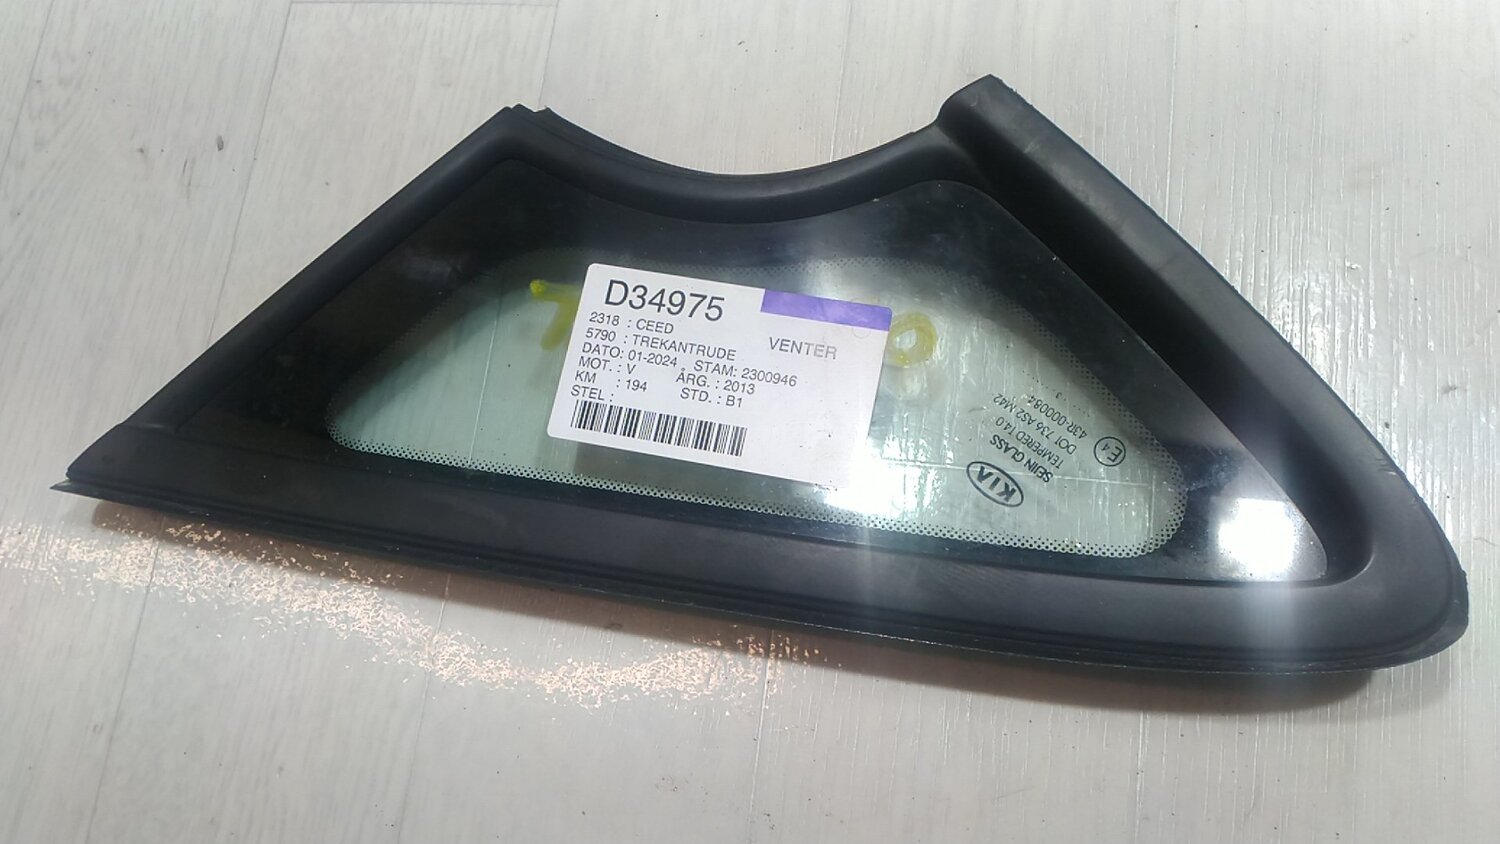 D34975
2318 : CEED
5790 : TREKANTRUDE VENTER
DATO: 01-2024 STAM: 2300946
MOT. : V ÅRG. : 2013
KM : 194 STD. : B1
STEL :
KIA
SEJIN GLASS
TEMPERED T4.0
DOT 736 AS2 M42
43R-000084
E4